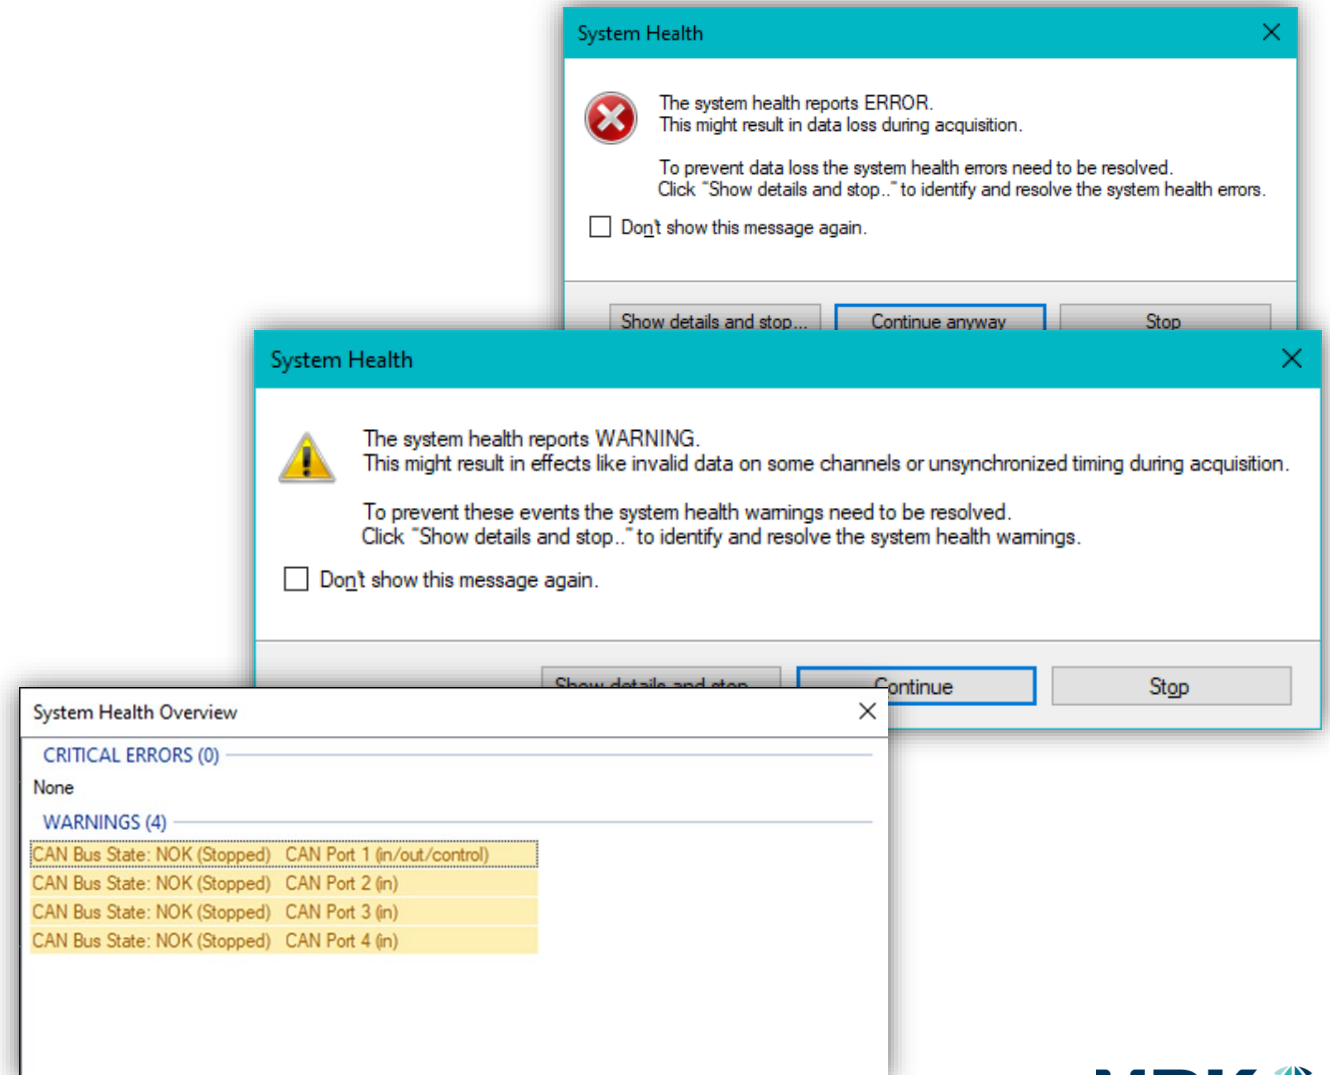 System Health
The system health reports ERROR.
This might result in data loss during acquisition.
To prevent data loss the system health errors need to be resolved.
Click "Show details and stop.." to identify and resolve the system health errors.
Don't show this message again.
Show details and stop... Continue anyway Stop
System Health
The system health reports WARNING.
This might result in effects like invalid data on some channels or unsynchronized timing during acquisition.
To prevent these events the system health warnings need to be resolved.
Click "Show details and stop.." to identify and resolve the system health warnings.
Don't show this message again.
Show details and stop Continue Stop
System Health Overview
CRITICAL ERRORS (0)
None
WARNINGS (4)
CAN Bus State: NOK (Stopped) CAN Port 1 (in/out/control)
CAN Bus State: NOK (Stopped) CAN Port 2 (in)
CAN Bus State: NOK (Stopped) CAN Port 3 (in)
CAN Bus State: NOK (Stopped) CAN Port 4 (in)